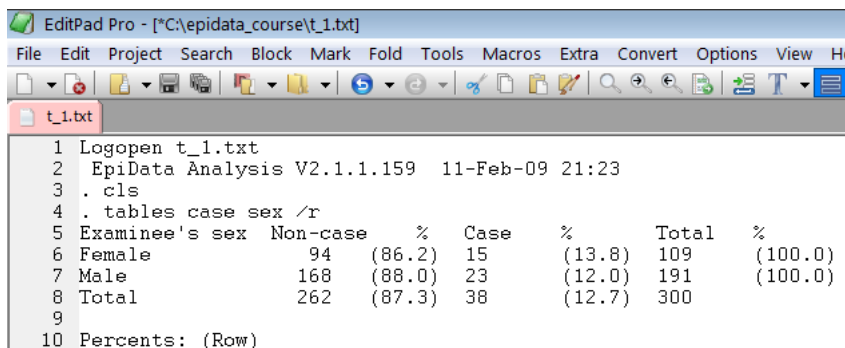 EditPad Pro - [*C:\epidata_course\t_1.txt]
File Edit Project Search Block Mark Fold Tools Macros Extra Convert Options View
t_1.txt
1 Logopen t_1.txt
2 EpiData Analysis V2.1.1.159 11-Feb-09 21:23
3 . cls
4 . tables case sex /r
5 Examinee's sex Non-case % Case % Total %
6 Female 94 (86.2) 15 (13.8) 109 (100.0)
7 Male 168 (88.0) 23 (12.0) 191 (100.0)
8 Total 262 (87.3) 38 (12.7) 300
9
10 Percents: (Row)